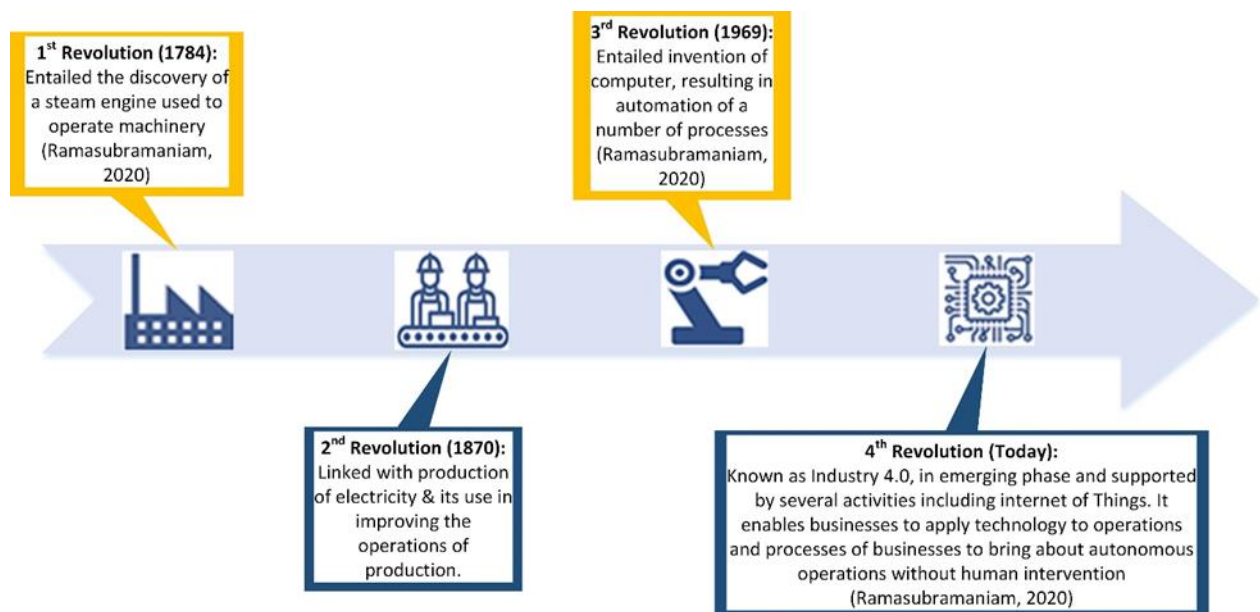 1st Revolution (1784):
Entailed the discovery of
a steam engine used to
operate machinery
(Ramasubramaniam,
2020)
2nd Revolution (1870):
Linked with production
of electricity & its use in
improving the
operations of
production.
3rd Revolution (1969):
Entailed invention of
computer, resulting in
automation of a
number of processes
(Ramasubramaniam,
2020)
4th Revolution (Today):
Known as Industry 4.0, in emerging phase and supported
by several activities including internet of Things. It
enables businesses to apply technology to operations
and processes of businesses to bring about autonomous
operations without human intervention
(Ramasubramaniam, 2020)